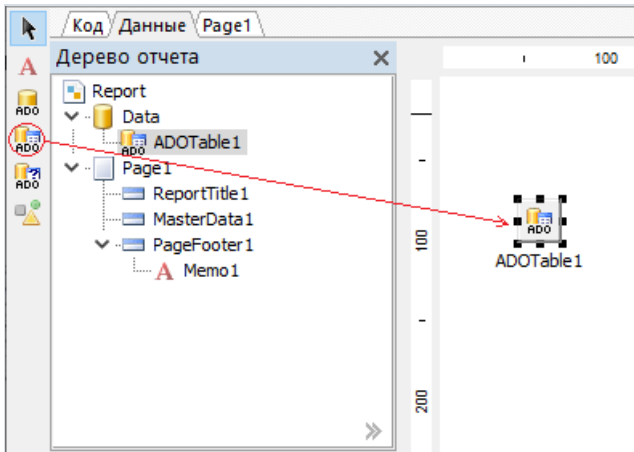 Код Данные Page1
Дерево отчета
100
A
Report
ADO
Data
ADO
ADO
ADOTable1
Page1
ADO
ReportTitle1
MasterData1
ADO
PageFooter1
100
ADOTable1
A Memo1
200